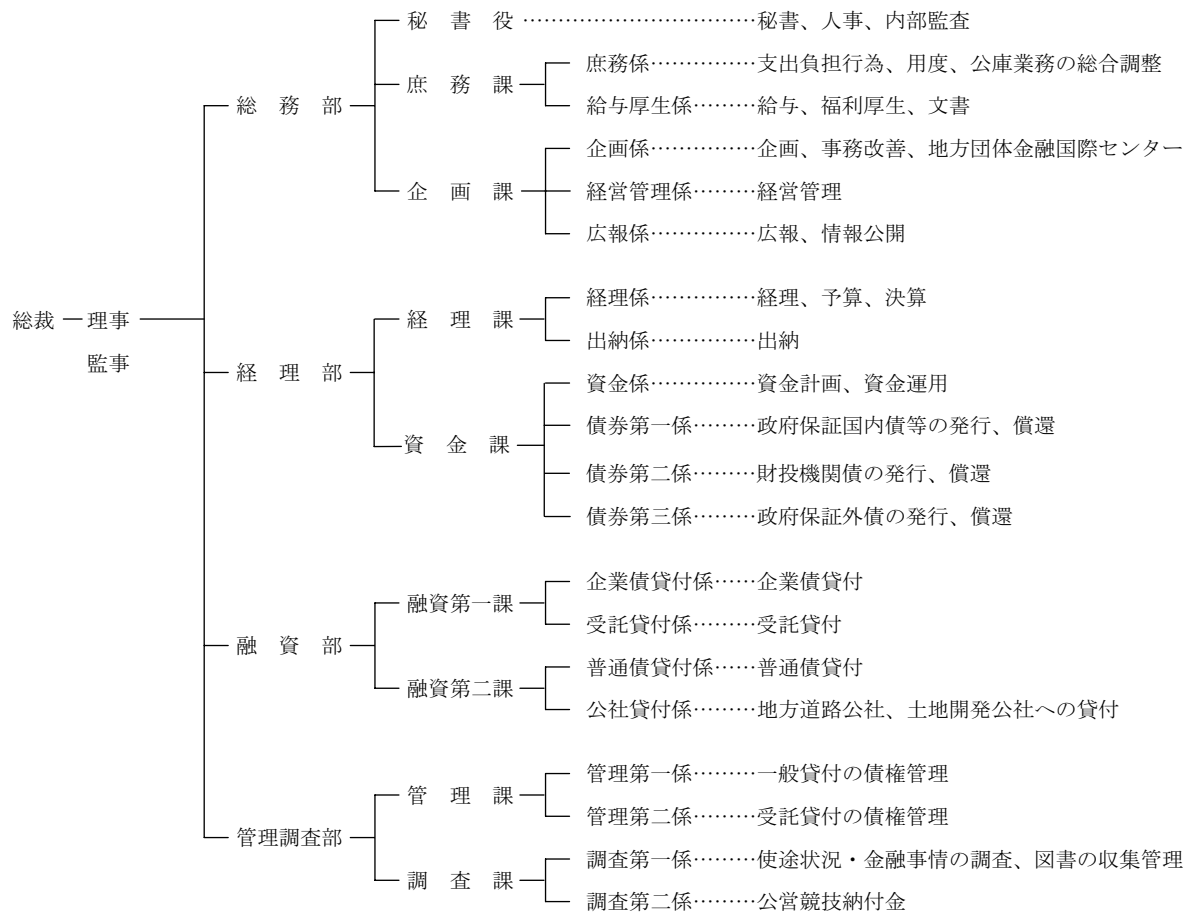 総裁 理事
監事
総務部
秘書役……………………………秘書、人事、内部監査
庶務課
庶務係……………支出負担行為、用度、公庫業務の総合調整
給与厚生係………給与、福利厚生、文書
企画課
企画係……………企画、事務改善、地方団体金融国際センター
経営管理係………経営管理
広報係……………広報、情報公開
経理部
経理課
経理係……………経理、予算、決算
出納係……………出納
資金課
資金係……………資金計画、資金運用
債券第一係………政府保証国内債等の発行、償還
債券第二係………財投機関債の発行、償還
債券第三係………政府保証外債の発行、償還
融資部
融資第一課
企業債貸付係……企業債貸付
受託貸付係………受託貸付
融資第二課
普通債貸付係……普通債貸付
公社貸付係………地方道路公社、土地開発公社への貸付
管理調査部
管理課
管理第一係………一般貸付の債権管理
管理第二係………受託貸付の債権管理
調査課
調査第一係………使途状況・金融事情の調査、図書の収集管理
調査第二係………公営競技納付金